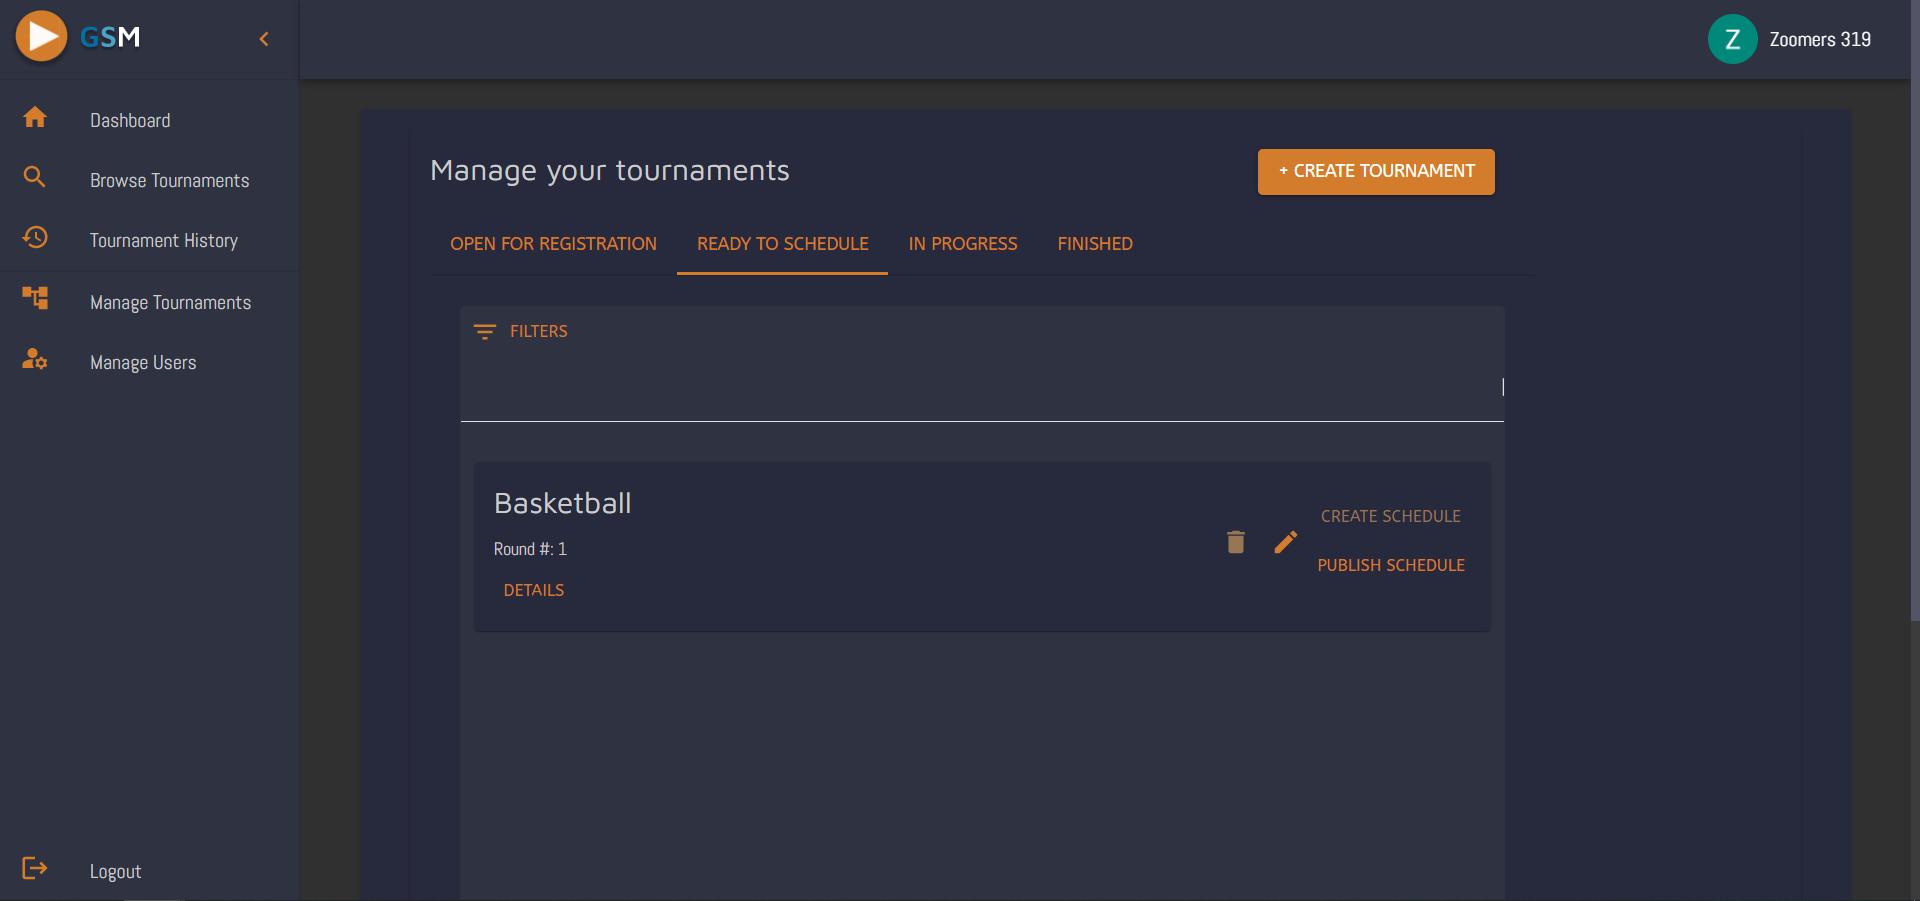 GSM
Z
Zoomers 319
Dashboard
Browse Tournaments
Tournament History
Manage Tournaments
Manage Users
Logout
Manage your tournaments
+ CREATE TOURNAMENT
OPEN FOR REGISTRATION
READY TO SCHEDULE
IN PROGRESS
FINISHED
FILTERS
Basketball
Round #: 1
DETAILS
CREATE SCHEDULE
PUBLISH SCHEDULE